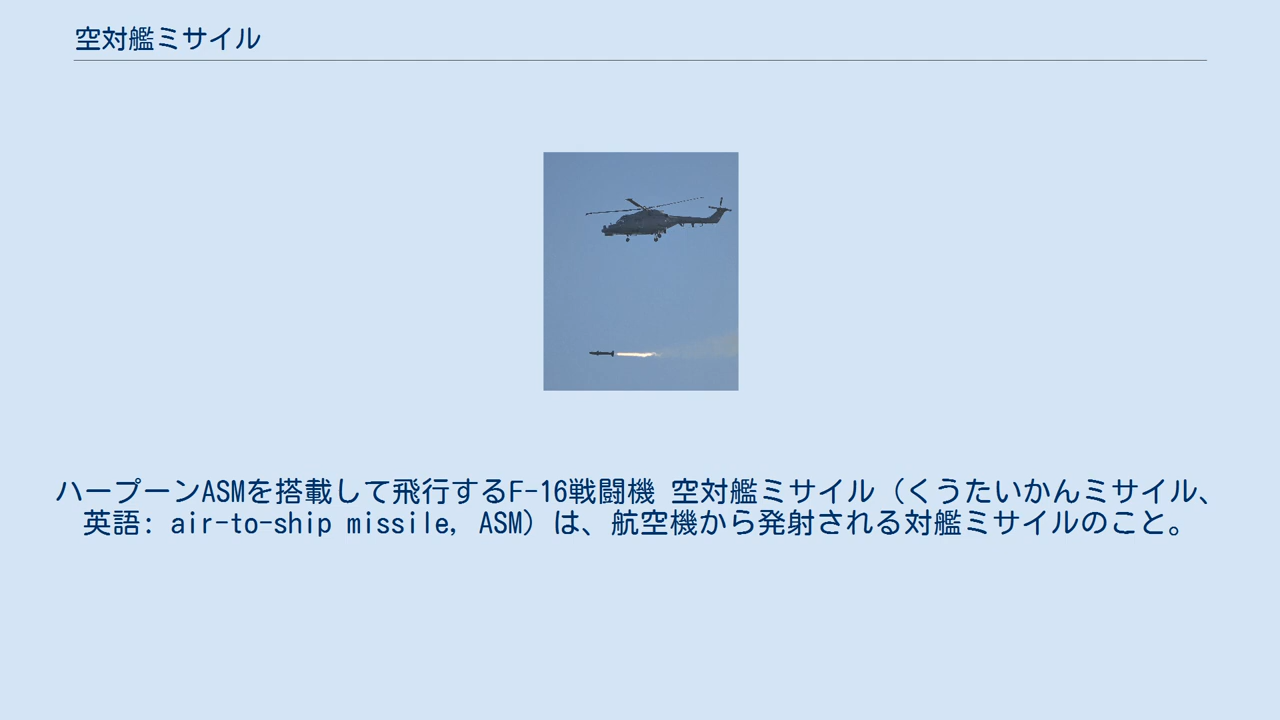 空対艦ミサイル
ハープーンASMを搭載して飛行するF-16戦闘機 空対艦ミサイル（くうたいかんミサイル、
英語: air-to-ship missile, ASM）は、航空機から発射される対艦ミサイルのこと。